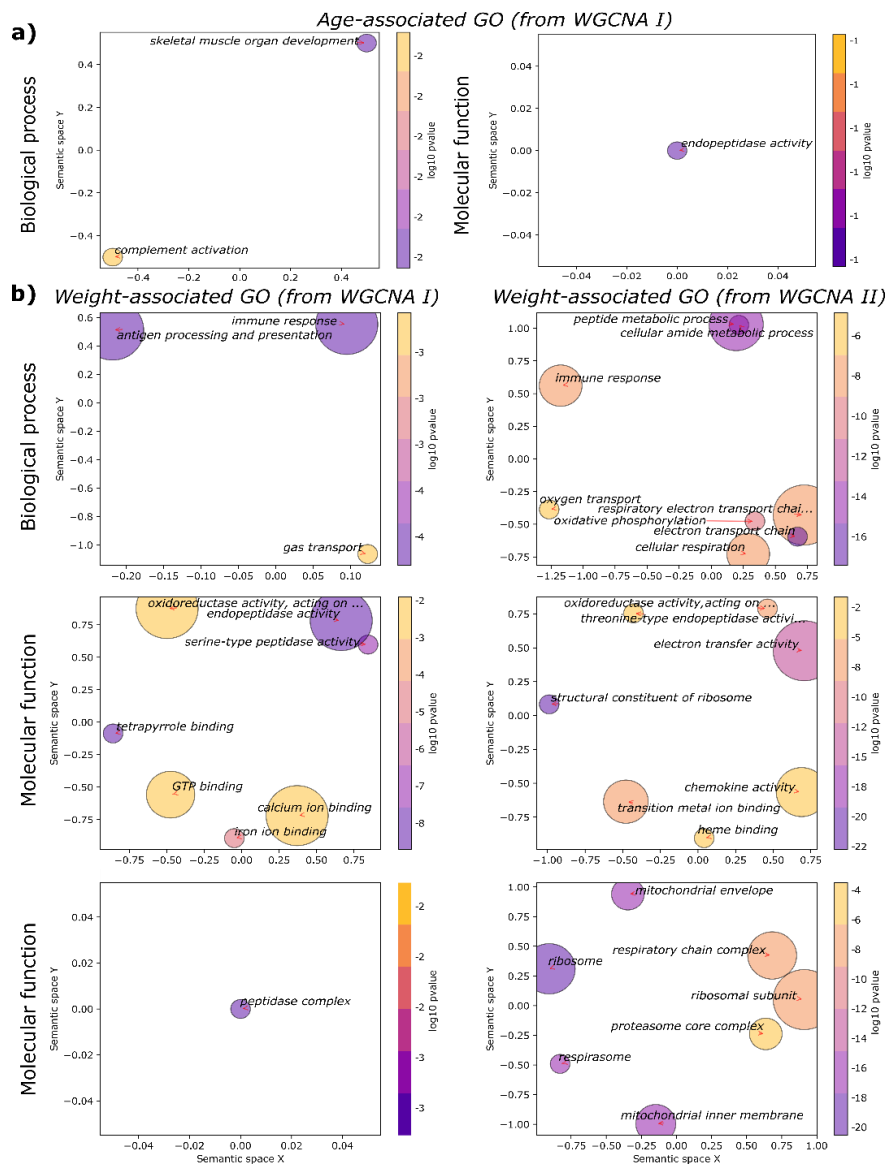 Age-associated GO (from WGCNA I)
a)
Biological process
Semantic space Y
0.4
0.2
0.0
−0.2
−0.4
−0.4
−0.2
0.0
0.2
0.4
skeletal muscle organ development
complement activation
-2
-2
-2
-2
-2
-2
log10 pvalue
Molecular function
Semantic space Y
0.04
0.02
0.00
−0.02
−0.04
−0.04
−0.02
0.00
0.02
0.04
endopeptidase activity
-1
-1
-1
-1
-1
-1
log10 pvalue
b)
Weight-associated GO (from WGCNA I)
Weight-associated GO (from WGCNA II)
Biological process
Semantic space Y
0.6
0.4
0.2
0.0
−0.2
−0.4
−0.6
−0.8
−1.0
−0.20
−0.15
−0.10
−0.05
0.00
0.05
0.10
immune response
antigen processing and presentation
gas transport
-3
-3
-3
-4
-4
log10 pvalue
Semantic space Y
1.00
0.75
0.50
0.25
0.00
−0.25
−0.50
−0.75
−1.25
−1.00
−0.75
−0.50
−0.25
0.00
0.25
0.50
0.75
peptide metabolic process
cellular amide metabolic process
immune response
oxygen transport
respiratory electron transport chai...
oxidative phosphorylation
electron transport chain
cellular respiration
-6
-8
-10
-12
-14
-16
log10 pvalue
Molecular function
Semantic space Y
0.75
0.50
0.25
0.00
−0.25
−0.50
−0.75
−0.75
−0.50
−0.25
0.00
0.25
0.50
0.75
oxidoreductase activity, acting on ...
endopeptidase activity
serine-type peptidase activity
tetrapyrrole binding
GTP binding
calcium ion binding
iron ion binding
-2
-3
-4
-5
-6
-7
-8
log10 pvalue
Semantic space Y
0.75
0.50
0.25
0.00
−0.25
−0.50
−0.75
−1.00
−0.75
−0.50
−0.25
0.00
0.25
0.50
0.75
oxidoreductase activity,acting on ...
threonine-type endopeptidase activi...
electron transfer activity
structural constituent of ribosome
chemokine activity
transition metal ion binding
heme binding
-2
-5
-8
-10
-12
-15
-18
-20
-22
log10 pvalue
Molecular function
Semantic space Y
0.04
0.02
0.00
−0.02
−0.04
−0.04
−0.02
0.00
0.02
0.04
Semantic space X
peptidase complex
-2
-2
-2
-3
-3
log10 pvalue
Semantic space Y
1.00
0.75
0.50
0.25
0.00
−0.25
−0.50
−0.75
−1.00
−0.75
−0.50
−0.25
0.00
0.25
0.50
0.75
1.00
Semantic space X
mitochondrial envelope
respiratory chain complex
ribosome
ribosomal subunit
proteasome core complex
respirasome
mitochondrial inner membrane
-4
-6
-8
-10
-12
-14
-16
-18
-20
log10 pvalue